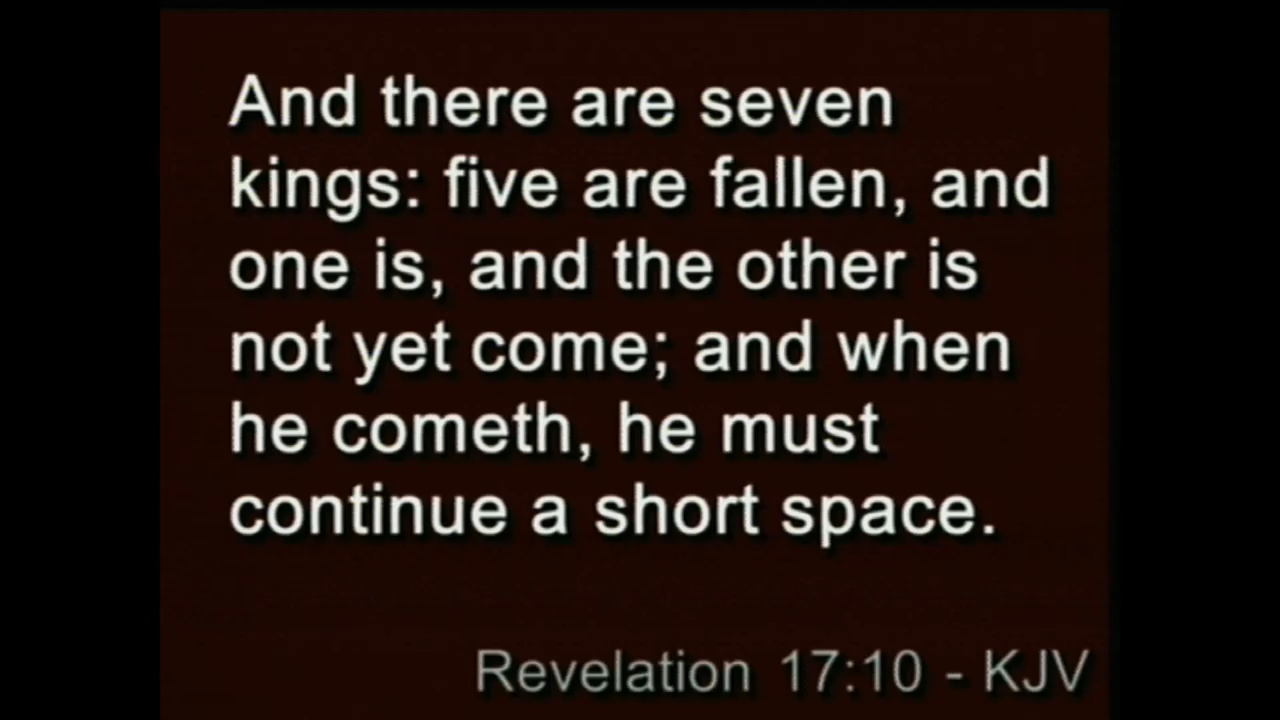 And there are seven
kings: five are fallen, and
one is, and the other is
not yet come; and when
he cometh, he must
continue a short space.
Revelation 17:10 - KJV